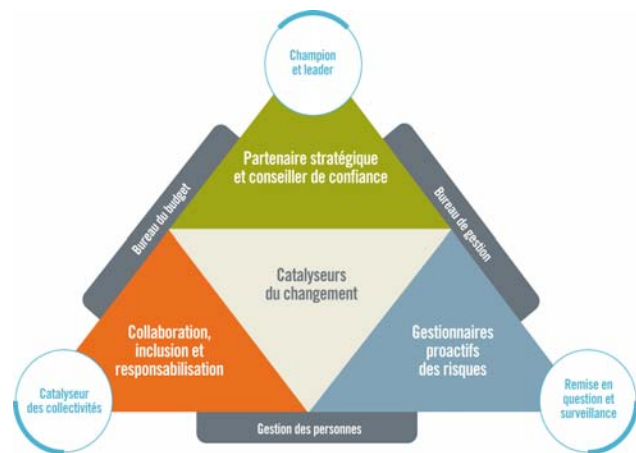 Champion
et leader
Partenaire stratégique
et conseiller de confiance
Bureau du budget
Bureau de gestion
Catalyseurs
du changement
Collaboration,
inclusion et
responsabilisation
Gestionnaires
proactifs
des risques
Catalyseur
des collectivités
Remise en
question et
surveillance
Gestion des personnes